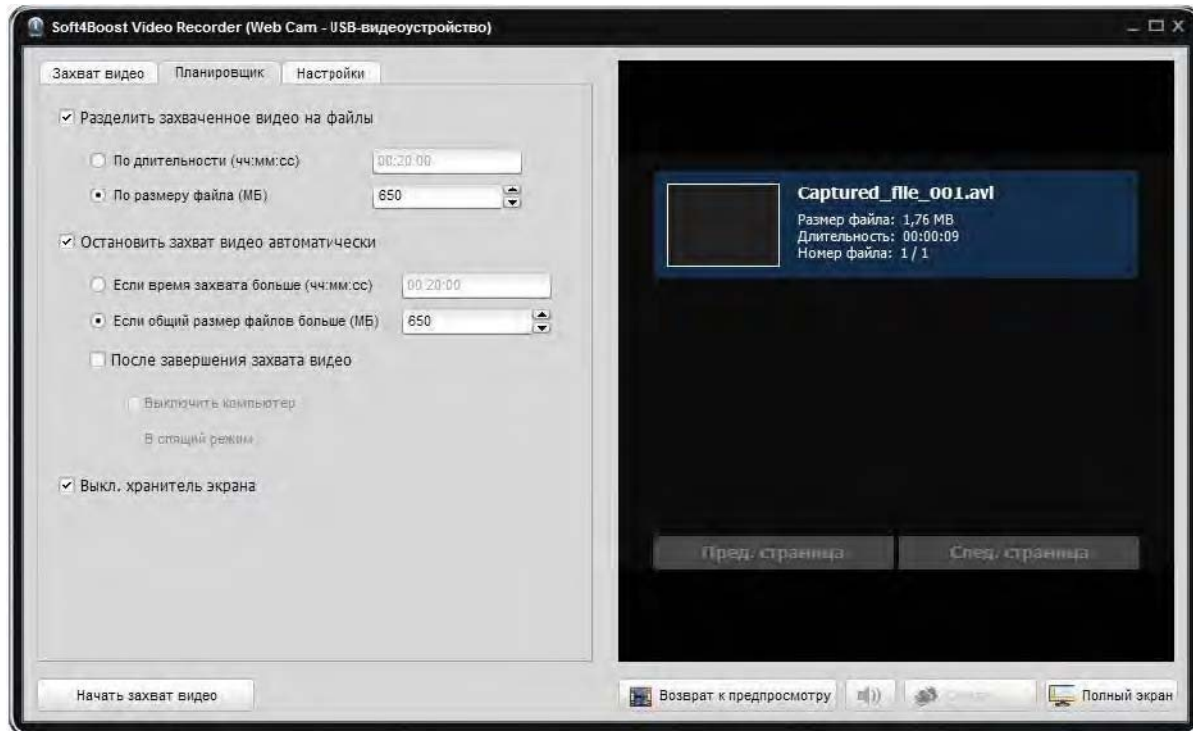 Soft4Boost Video Recorder (Web Cam - USB-видеоустройство)
Захват видео Планировщик Настройки
Разделить захваченное видео на файлы
По длительности (чч:мм:сс) 00:20:00
По размеру файла (МБ) 650
Остановить захват видео автоматически
Если время захвата больше (чч:мм:сс) 00:20:00
Если общий размер файлов больше (МБ) 650
После завершения захвата видео
Выключить компьютер
В спящий режим
Выкл. хранитель экрана
Начать захват видео
Captured_file_001.avi
Размер файла: 1,76 MB
Длительность: 00:00:09
Номер файла: 1 / 1
Пред. страница След. страница
Возврат к предпросмотру Полный экран